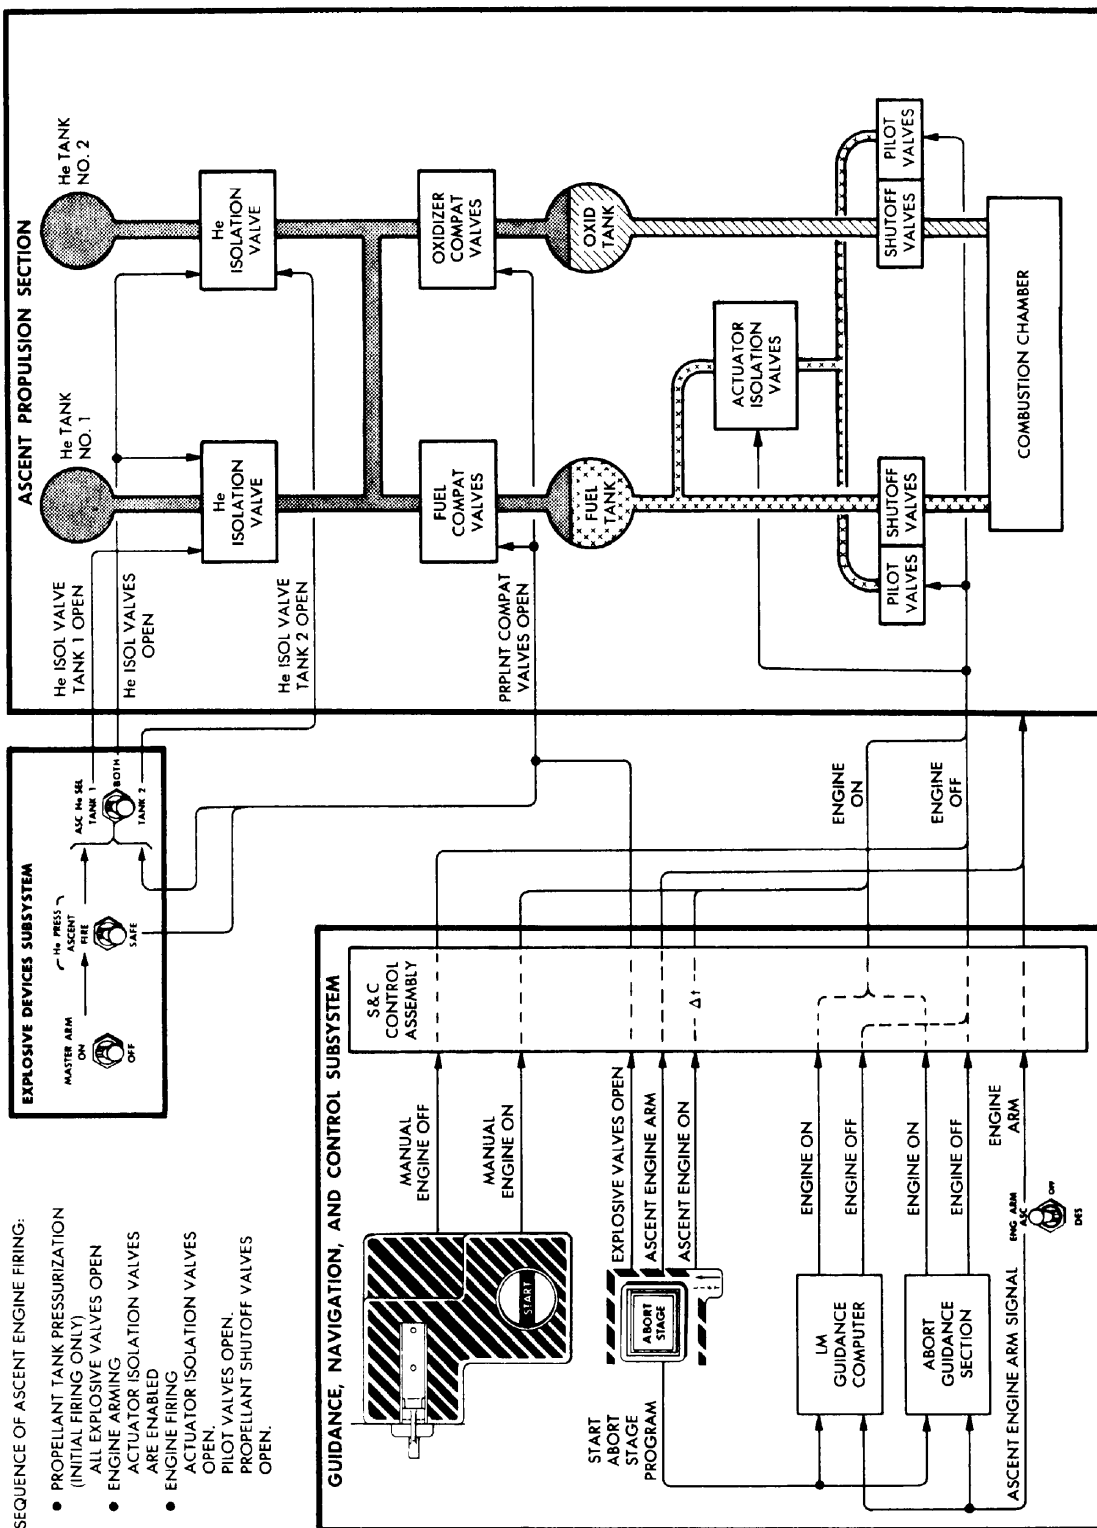 SEQUENCE OF ASCENT ENGINE FIRING:
● PROPELLANT TANK PRESSURIZATION
(INITIAL FIRING ONLY)
ALL EXPLOSIVE VALVES OPEN
● ENGINE ARMING
ACTUATOR ISOLATION VALVES
ARE ENABLED
● ENGINE FIRING
ACTUATOR ISOLATION VALVES
OPEN.
PILOT VALVES OPEN.
PROPELLANT SHUTOFF VALVES
OPEN.
EXPLOSIVE DEVICES SUBSYSTEM
MASTER ARM
ON
OFF
He PRESS
ASCENT
FIRE
SAFE
ASC He SEL
TANK 1
BOTH
TANK 2
ASCENT PROPULSION SECTION
He ISOL VALVE
TANK 1 OPEN
He ISOL VALVES
OPEN
He ISOL VALVE
TANK 2 OPEN
PRPLNT COMPAT
VALVES OPEN
He TANK
NO. 1
He TANK
NO. 2
He
ISOLATION
VALVE
He
ISOLATION
VALVE
FUEL
COMPAT
VALVES
OXIDIZER
COMPAT
VALVES
FUEL
TANK
OXID
TANK
ACTUATOR
ISOLATION
VALVES
PILOT
VALVES
SHUTOFF
VALVES
SHUTOFF
VALVES
PILOT
VALVES
COMBUSTION CHAMBER
GUIDANCE, NAVIGATION, AND CONTROL SUBSYSTEM
S&C
CONTROL
ASSEMBLY
MANUAL
ENGINE OFF
MANUAL
ENGINE ON
START
EXPLOSIVE VALVES OPEN
ASCENT ENGINE ARM
ASCENT ENGINE ON
Δt
ABORT
STAGE
START
ABORT
STAGE
PROGRAM
LM
GUIDANCE
COMPUTER
ENGINE ON
ENGINE OFF
ABORT
GUIDANCE
SECTION
ENGINE ON
ENGINE OFF
ENGINE
ARM
ASCENT ENGINE ARM SIGNAL
ENG ARM
ASC
OFF
DES
ENGINE
ON
ENGINE
OFF